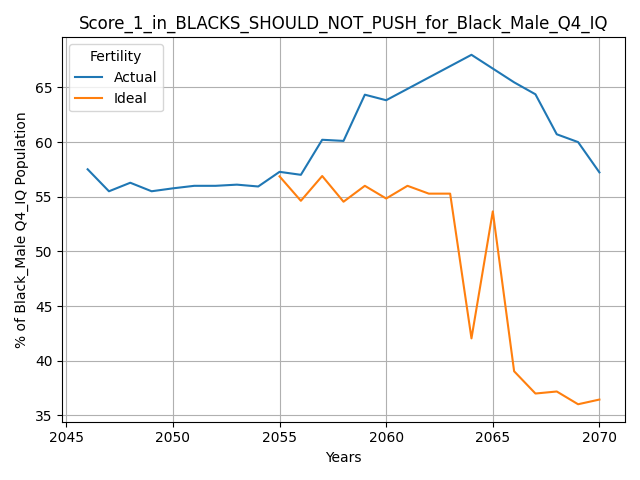 Score_1_in_BLACKS_SHOULD_NOT_PUSH_for_Black_Male_Q4_IQ
Fertility
Actual
Ideal
% of Black_Male Q4_IQ Population
65
60
55
50
45
40
35
2045 2050 2055 2060 2065 2070
Years